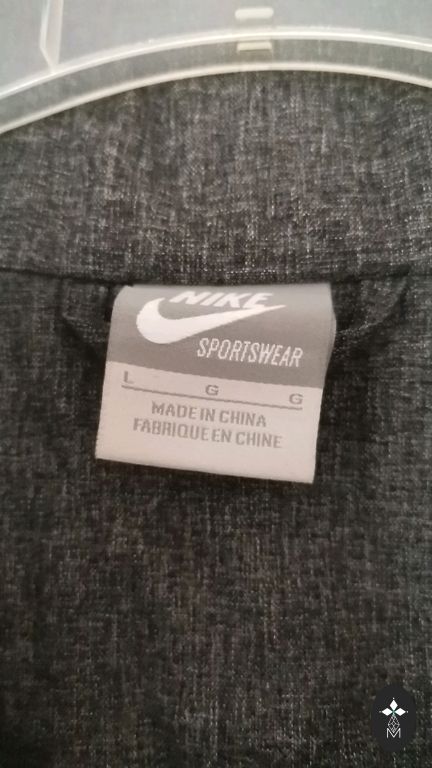 NIKE
SPORTSWEAR
L G G
MADE IN CHINA
FABRIQUE EN CHINE
M